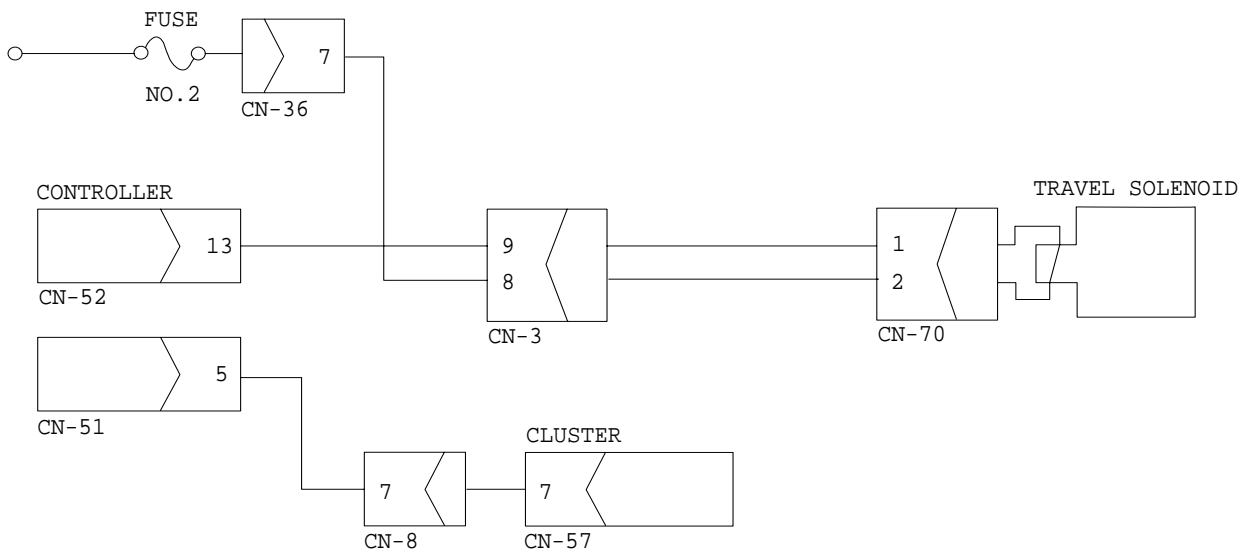 FUSE
7
NO.2
CN-36
CONTROLLER
TRAVEL SOLENOID
13
9
1
8
2
CN-52
CN-3
CN-70
5
CN-51
CLUSTER
7
7
CN-8
CN-57